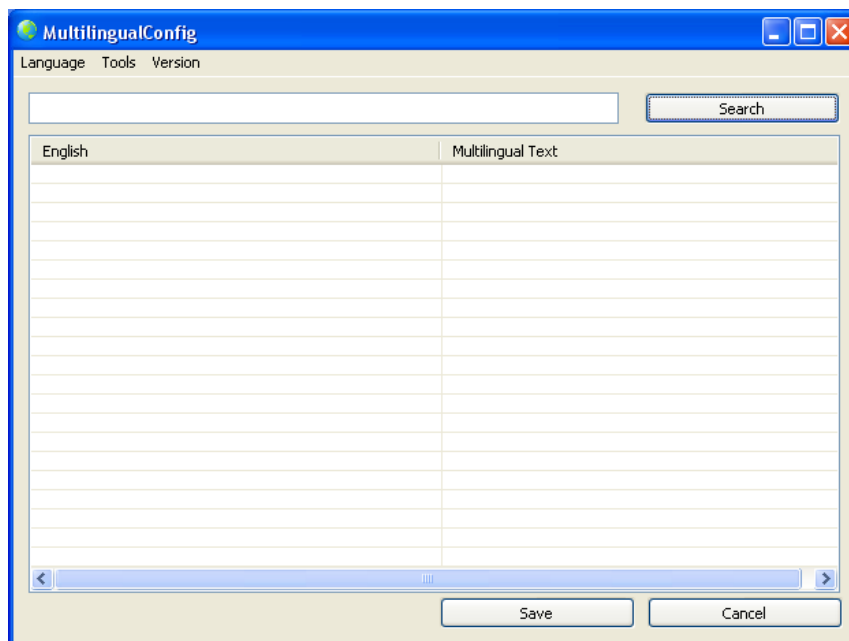 MultilingualConfig
Language Tools Version
Search
English Multilingual Text
Save Cancel